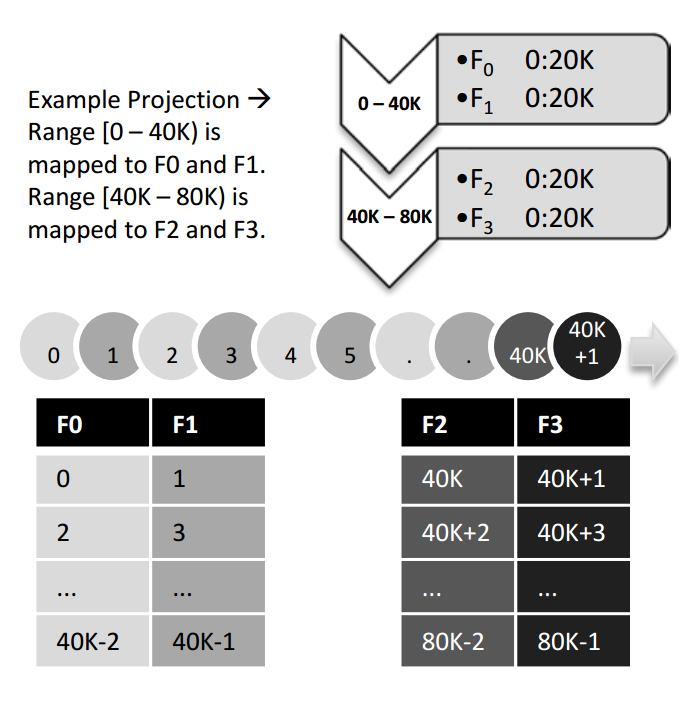 Example Projection →
Range [0 – 40K) is
mapped to F0 and F1.
Range [40K – 80K) is
mapped to F2 and F3.
0 – 40K
•F0 0:20K
•F1 0:20K
40K – 80K
•F2 0:20K
•F3 0:20K
0 1 2 3 4 5 . . 40K 40K
+1
F0 F1
0 1
2 3
... ...
40K-2 40K-1
F2 F3
40K 40K+1
40K+2 40K+3
... ...
80K-2 80K-1